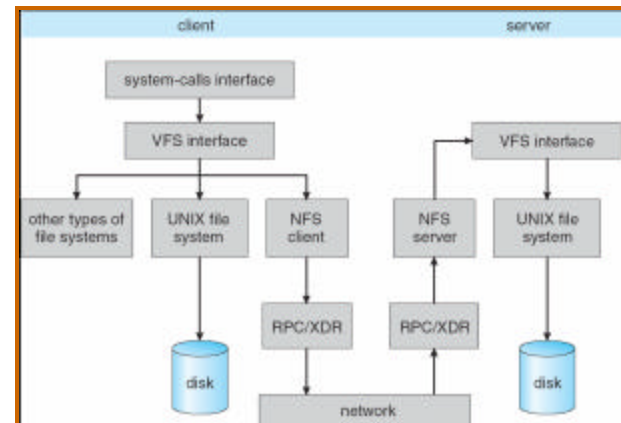 client
server
system-calls interface
VFS interface
VFS interface
other types of
file systems
UNIX file
system
NFS
client
NFS
server
UNIX file
system
RPC/XDR
RPC/XDR
disk
disk
network